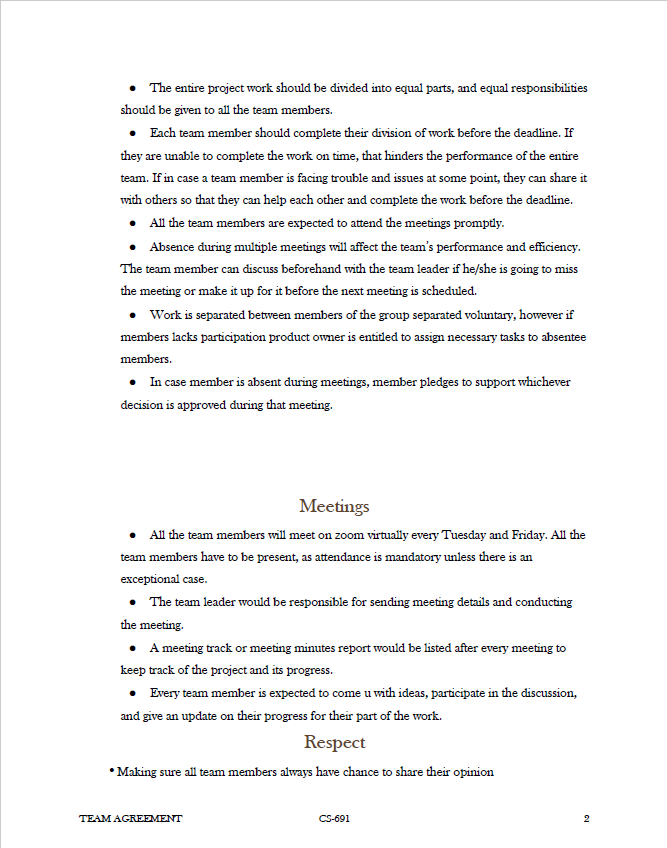 ● The entire project work should be divided into equal parts, and equal responsibilities
should be given to all the team members.
● Each team member should complete their division of work before the deadline. If
they are unable to complete the work on time, that hinders the performance of the entire
team. If in case a team member is facing trouble and issues at some point, they can share it
with others so that they can help each other and complete the work before the deadline.
● All the team members are expected to attend the meetings promptly.
● Absence during multiple meetings will affect the team's performance and efficiency.
The team member can discuss beforehand with the team leader if he/she is going to miss
the meeting or make it up for it before the next meeting is scheduled.
● Work is separated between members of the group separated voluntary, however if
members lacks participation product owner is entitled to assign necessary tasks to absentee
members.
● In case member is absent during meetings, member pledges to support whichever
decision is approved during that meeting.
Meetings
● All the team members will meet on zoom virtually every Tuesday and Friday. All the
team members have to be present, as attendance is mandatory unless there is an
exceptional case.
● The team leader would be responsible for sending meeting details and conducting
the meeting.
● A meeting track or meeting minutes report would be listed after every meeting to
keep track of the project and its progress.
● Every team member is expected to come u with ideas, participate in the discussion,
and give an update on their progress for their part of the work.
Respect
• Making sure all team members always have chance to share their opinion
TEAM AGREEMENT CS-691 2